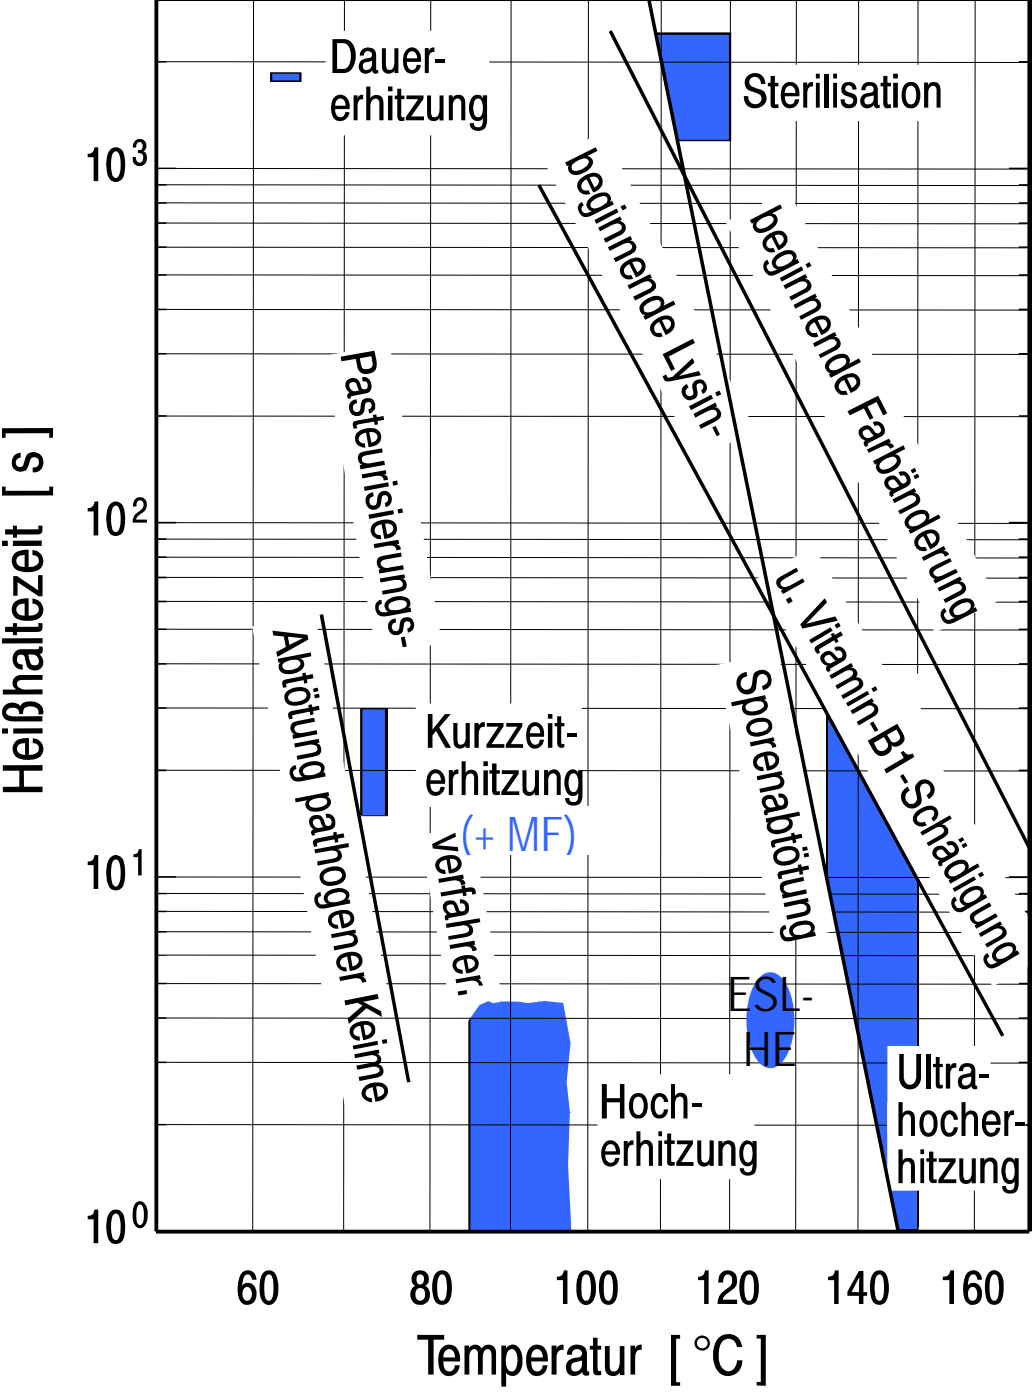 Dauer-
erhitzung
Sterilisation
10³
beginnende Lysin-
beginnende Farbänderung
Pasteurisierungs-
10²
u. Vitamin-B1-Schädigung
Abtötung pathogener Keime
Kurzzeit-
erhitzung
(+ MF)
Sporenabtötung
verfahrer.
10¹
ESL-
HE
Hoch-
erhitzung
Ultra-
hocher-
hitzung
10⁰
Heißhaltezeit [ s ]
60 80 100 120 140 160
Temperatur [ °C ]